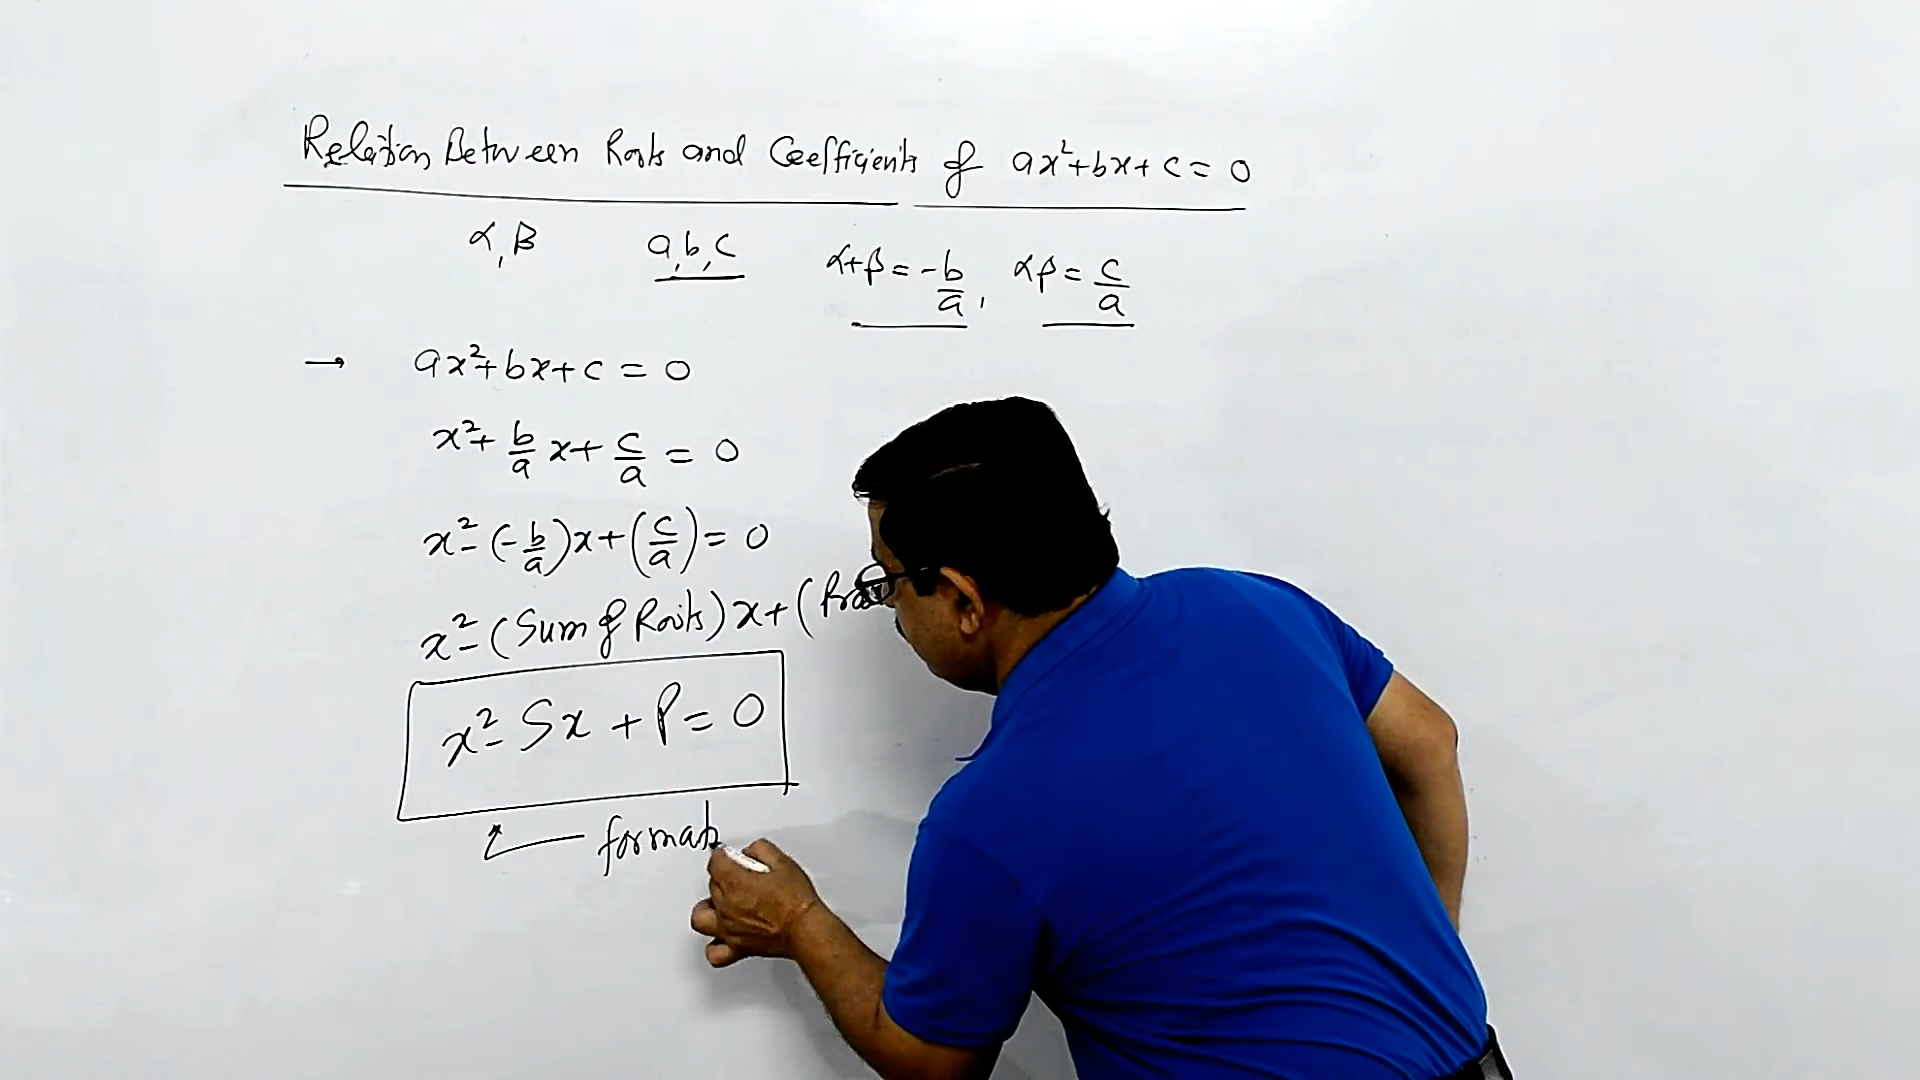 Relation Between Roots and Coefficients of ax²+bx+c=0
α, β a,b,c α+β = -b/a, αβ = c/a
→ ax²+bx+c = 0
x²+ b/a x+ c/a = 0
x²- (-b/a)x+(c/a) = 0
x²-(Sum of Roots)x+(
x²- Sx + P = 0